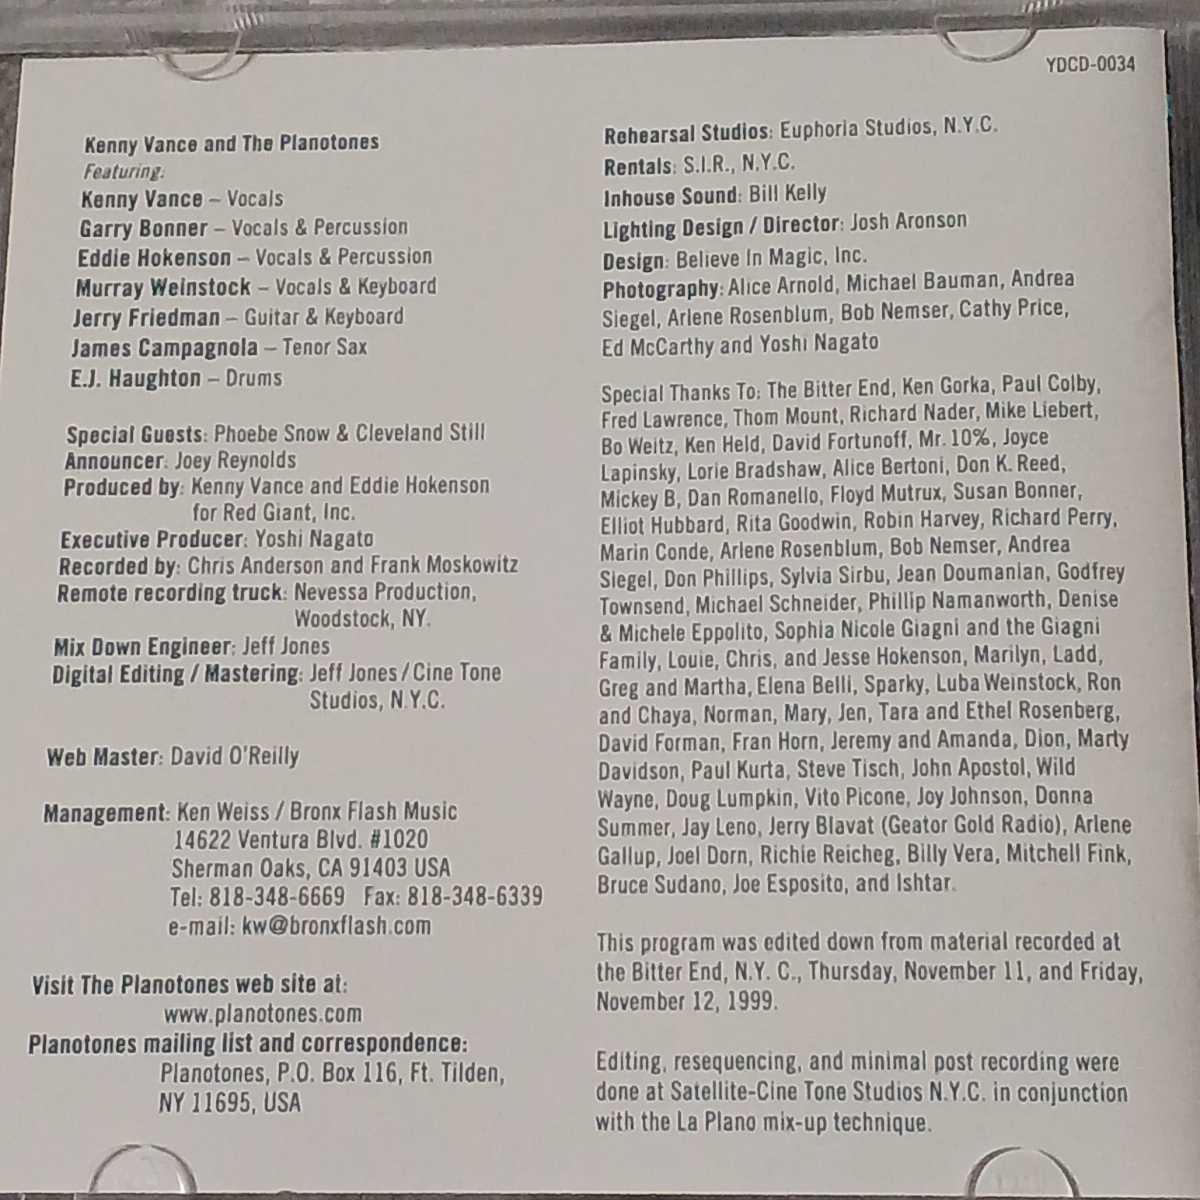 YDCD-0034
Kenny Vance and The Planotones
Featuring:
Kenny Vance – Vocals
Garry Bonner – Vocals & Percussion
Eddie Hokenson – Vocals & Percussion
Murray Weinstock – Vocals & Keyboard
Jerry Friedman – Guitar & Keyboard
James Campagnola – Tenor Sax
E.J. Haughton – Drums
Special Guests: Phoebe Snow & Cleveland Still
Announcer: Joey Reynolds
Produced by: Kenny Vance and Eddie Hokenson
for Red Giant, Inc.
Executive Producer: Yoshi Nagato
Recorded by: Chris Anderson and Frank Moskowitz
Remote recording truck: Nevessa Production,
Woodstock, NY.
Mix Down Engineer: Jeff Jones
Digital Editing / Mastering: Jeff Jones / Cine Tone
Studios, N.Y.C.
Web Master: David O'Reilly
Management: Ken Weiss / Bronx Flash Music
14622 Ventura Blvd. #1020
Sherman Oaks, CA 91403 USA
Tel: 818-348-6669 Fax: 818-348-6339
e-mail: kw@bronxflash.com
Visit The Planotones web site at:
www.planotones.com
Planotones mailing list and correspondence:
Planotones, P.O. Box 116, Ft. Tilden,
NY 11695, USA
Rehearsal Studios: Euphoria Studios, N.Y.C.
Rentals: S.I.R., N.Y.C.
Inhouse Sound: Bill Kelly
Lighting Design / Director: Josh Aronson
Design: Believe In Magic, Inc.
Photography: Alice Arnold, Michael Bauman, Andrea
Siegel, Arlene Rosenblum, Bob Nemser, Cathy Price,
Ed McCarthy and Yoshi Nagato
Special Thanks To: The Bitter End, Ken Gorka, Paul Colby,
Fred Lawrence, Thom Mount, Richard Nader, Mike Liebert,
Bo Weitz, Ken Held, David Fortunoff, Mr. 10%, Joyce
Lapinsky, Lorie Bradshaw, Alice Bertoni, Don K. Reed,
Mickey B, Dan Romanello, Floyd Mutrux, Susan Bonner,
Elliot Hubbard, Rita Goodwin, Robin Harvey, Richard Perry,
Marin Conde, Arlene Rosenblum, Bob Nemser, Andrea
Siegel, Don Phillips, Sylvia Sirbu, Jean Doumanian, Godfrey
Townsend, Michael Schneider, Phillip Namanworth, Denise
& Michele Eppolito, Sophia Nicole Giagni and the Giagni
Family, Louie, Chris, and Jesse Hokenson, Marilyn, Ladd,
Greg and Martha, Elena Belli, Sparky, Luba Weinstock, Ron
and Chaya, Norman, Mary, Jen, Tara and Ethel Rosenberg,
David Forman, Fran Horn, Jeremy and Amanda, Dion, Marty
Davidson, Paul Kurta, Steve Tisch, John Apostol, Wild
Wayne, Doug Lumpkin, Vito Picone, Joy Johnson, Donna
Summer, Jay Leno, Jerry Blavat (Geator Gold Radio), Arlene
Gallup, Joel Dorn, Richie Reicheg, Billy Vera, Mitchell Fink,
Bruce Sudano, Joe Esposito, and Ishtar.
This program was edited down from material recorded at
the Bitter End, N.Y. C., Thursday, November 11, and Friday,
November 12, 1999.
Editing, resequencing, and minimal post recording were
done at Satellite-Cine Tone Studios N.Y.C. in conjunction
with the La Plano mix-up technique.